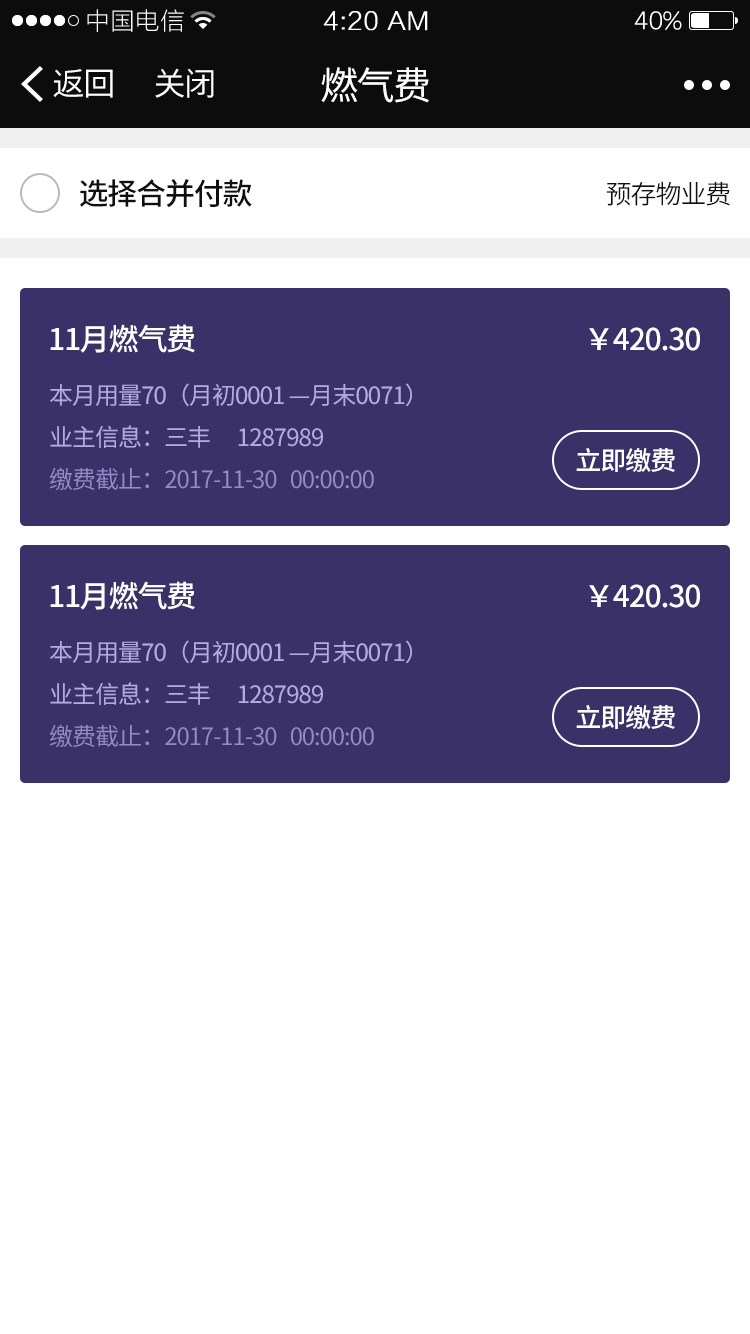 中国电信 4:20 AM 40%
返回 关闭 燃气费
选择合并付款 预存物业费
11月燃气费 ￥420.30
本月用量70（月初0001 —月末0071）
业主信息：三丰 1287989
缴费截止：2017-11-30 00:00:00
立即缴费
11月燃气费 ￥420.30
本月用量70（月初0001 —月末0071）
业主信息：三丰 1287989
缴费截止：2017-11-30 00:00:00
立即缴费